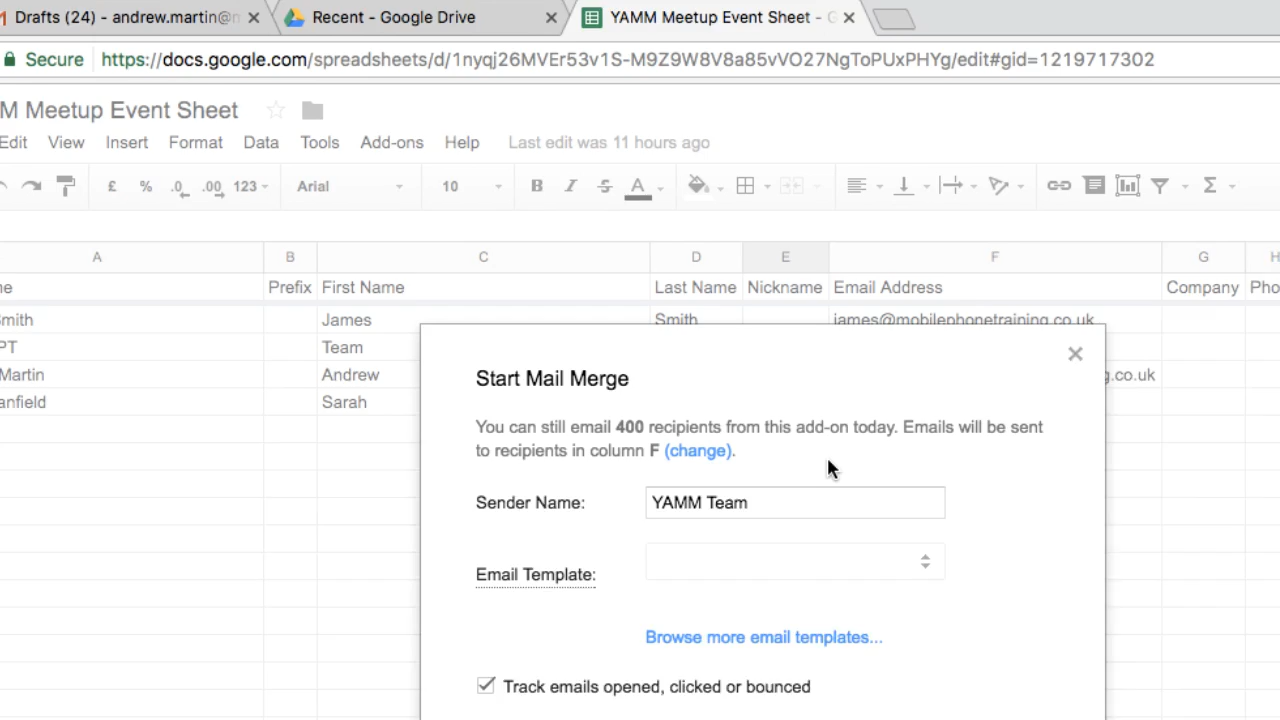 Drafts (24) - andrew.martin@
Recent - Google Drive
YAMM Meetup Event Sheet - G
Secure
https://docs.google.com/spreadsheets/d/1nyqj26MVEr53v1S-M9Z9W8V8a85vVO27NgToPUxPHYg/edit#gid=1219717302
M Meetup Event Sheet
Edit View Insert Format Data Tools Add-ons Help Last edit was 11 hours ago
£ % .0 .00 123 Arial 10 B I S A Σ
A B C D E F G H
me Prefix First Name Last Name Nickname Email Address Company Pho
Smith James Smith james@mobilephonetraining.co.uk
PT Team
Martin Andrew g.co.uk
anfield Sarah
Start Mail Merge
You can still email 400 recipients from this add-on today. Emails will be sent
to recipients in column F (change).
Sender Name: YAMM Team
Email Template:
Browse more email templates...
Track emails opened, clicked or bounced